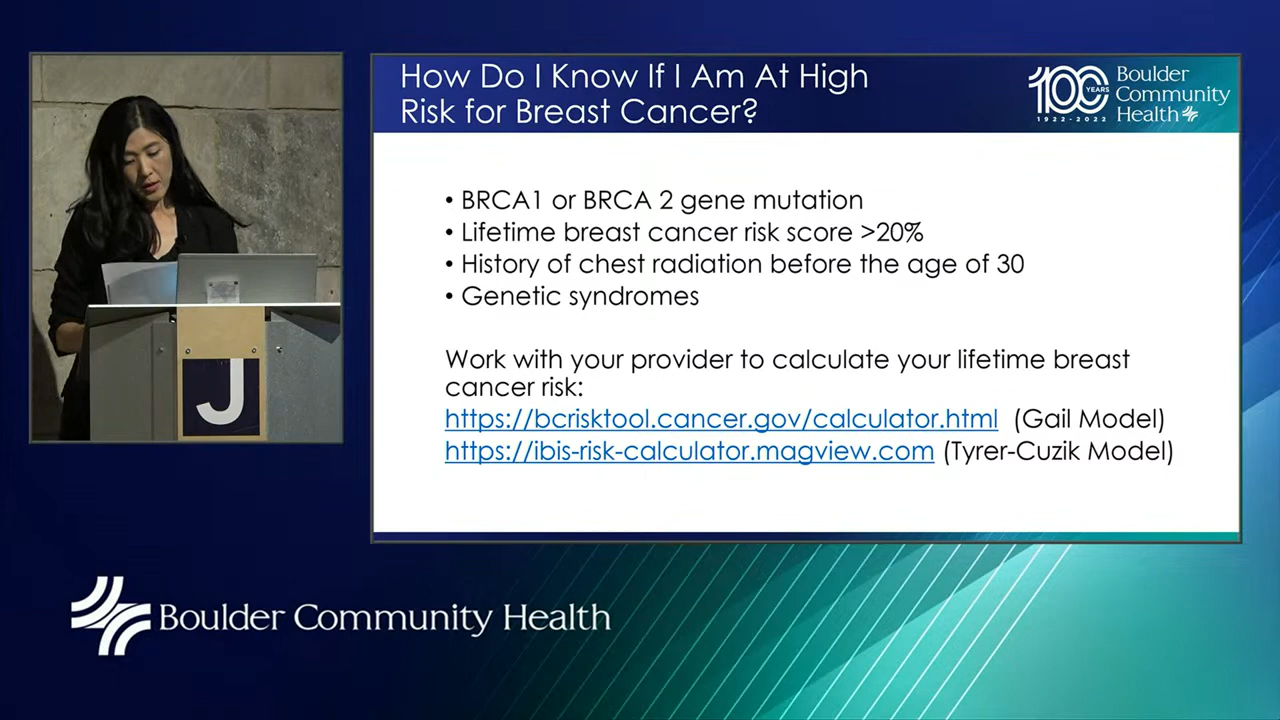 How Do I Know If I Am At High
Risk for Breast Cancer?
100
YEARS
1922-2022
Boulder
Community
Health
• BRCA1 or BRCA 2 gene mutation
• Lifetime breast cancer risk score >20%
• History of chest radiation before the age of 30
• Genetic syndromes
Work with your provider to calculate your lifetime breast
cancer risk:
https://bcrisktool.cancer.gov/calculator.html (Gail Model)
https://ibis-risk-calculator.magview.com (Tyrer-Cuzik Model)
J
Boulder Community Health